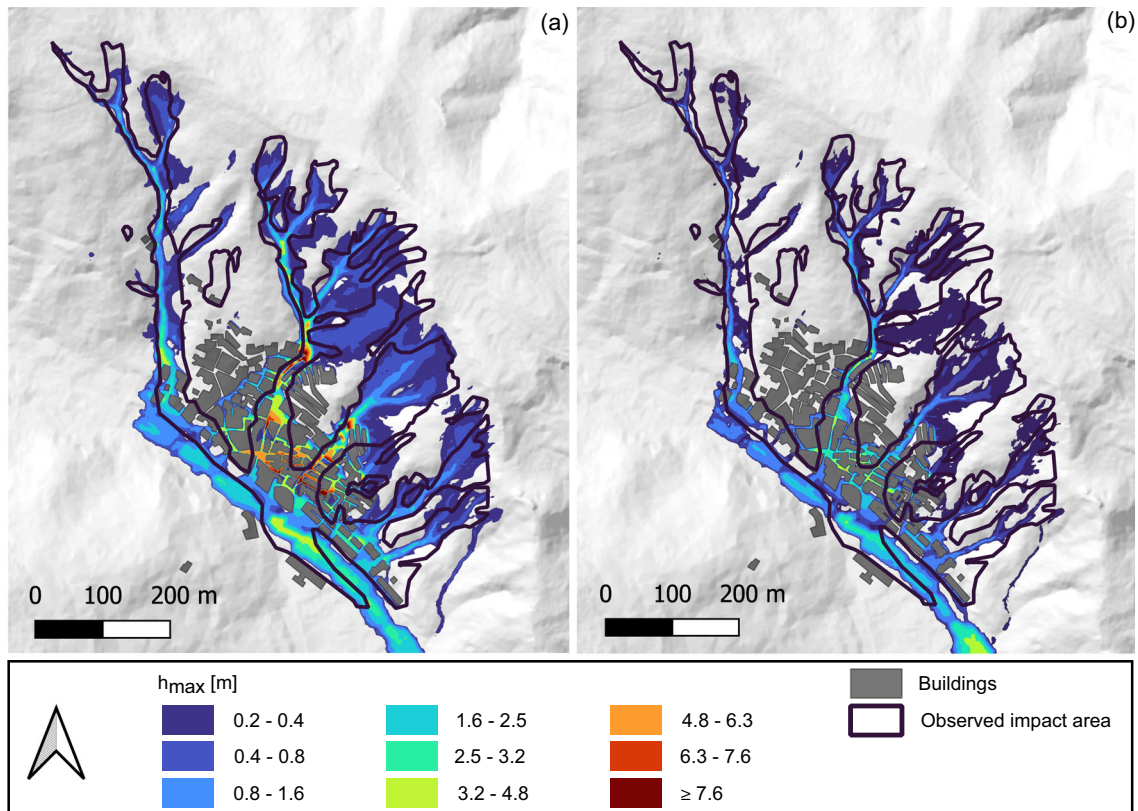 (a)
(b)
0 100 200 m
0 100 200 m
hmax [m]
0.2 - 0.4
0.4 - 0.8
0.8 - 1.6
1.6 - 2.5
2.5 - 3.2
3.2 - 4.8
4.8 - 6.3
6.3 - 7.6
≥ 7.6
Buildings
Observed impact area